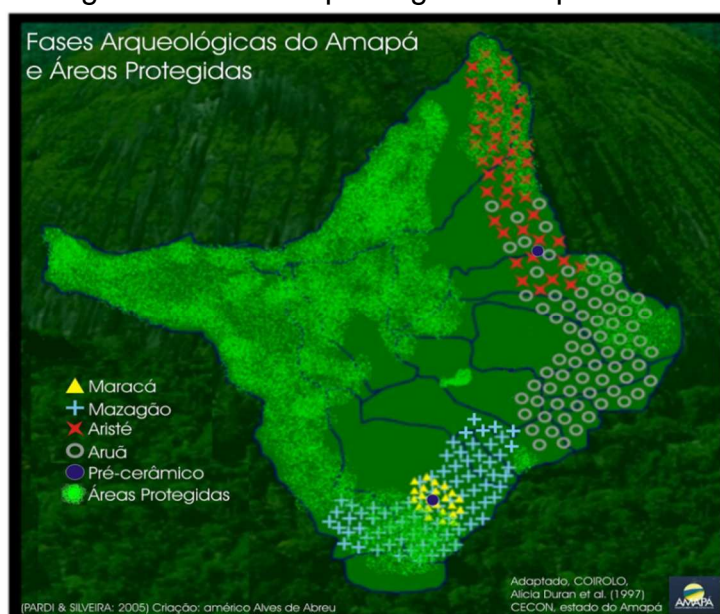 Fases Arqueológicas do Amapá
e Áreas Protegidas
Maracá
Mazagão
Aristé
Aruã
Pré-cerâmico
Áreas Protegidas
(PARDI & SILVEIRA: 2005) Criação: américo Alves de Abreu
Adaptado, COIROLO,
Alicia Duran et al. (1997)
CECON, estado do Amapá
AMAPÁ